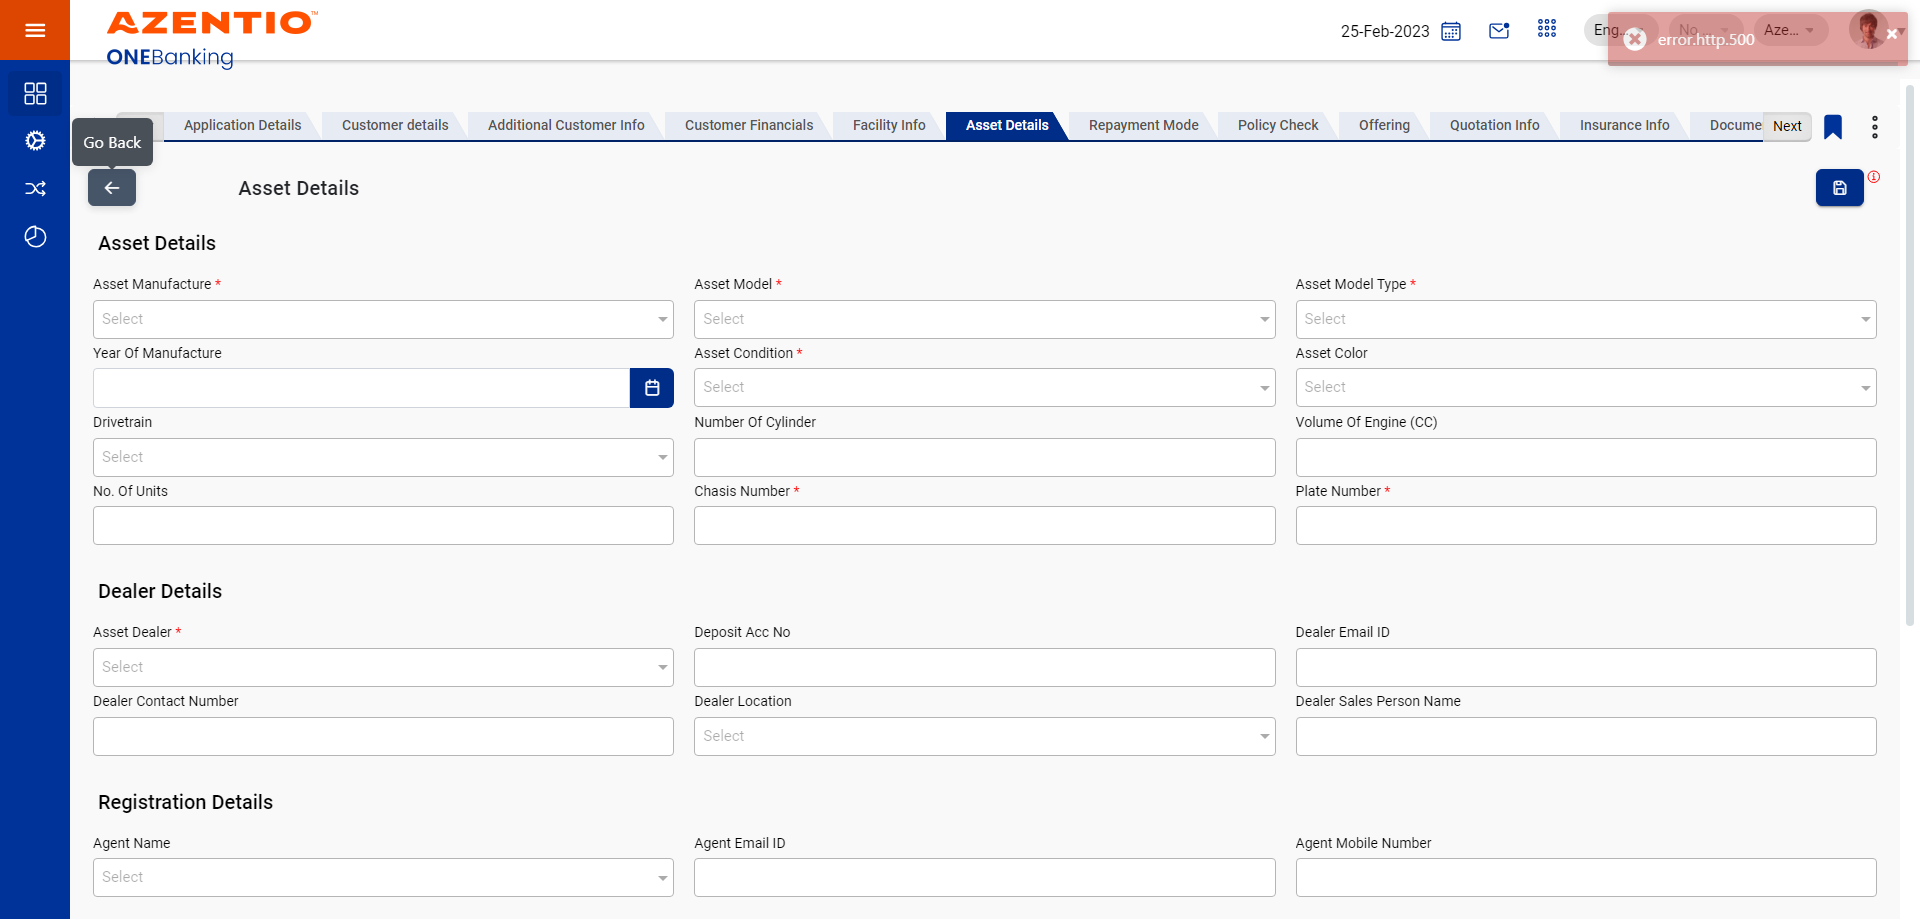 AZENTIO™
ONEBanking
25-Feb-2023
Eng...
No...
Aze...
error.http.500
Application Details
Customer details
Additional Customer Info
Customer Financials
Facility Info
Asset Details
Repayment Mode
Policy Check
Offering
Quotation Info
Insurance Info
Docume
Next
Go Back
Asset Details
Asset Details
Asset Manufacture *
Asset Model *
Asset Model Type *
Select
Select
Select
Year Of Manufacture
Asset Condition *
Asset Color
Select
Select
Drivetrain
Number Of Cylinder
Volume Of Engine (CC)
Select
No. Of Units
Chasis Number *
Plate Number *
Dealer Details
Asset Dealer *
Deposit Acc No
Dealer Email ID
Select
Dealer Contact Number
Dealer Location
Dealer Sales Person Name
Select
Registration Details
Agent Name
Agent Email ID
Agent Mobile Number
Select